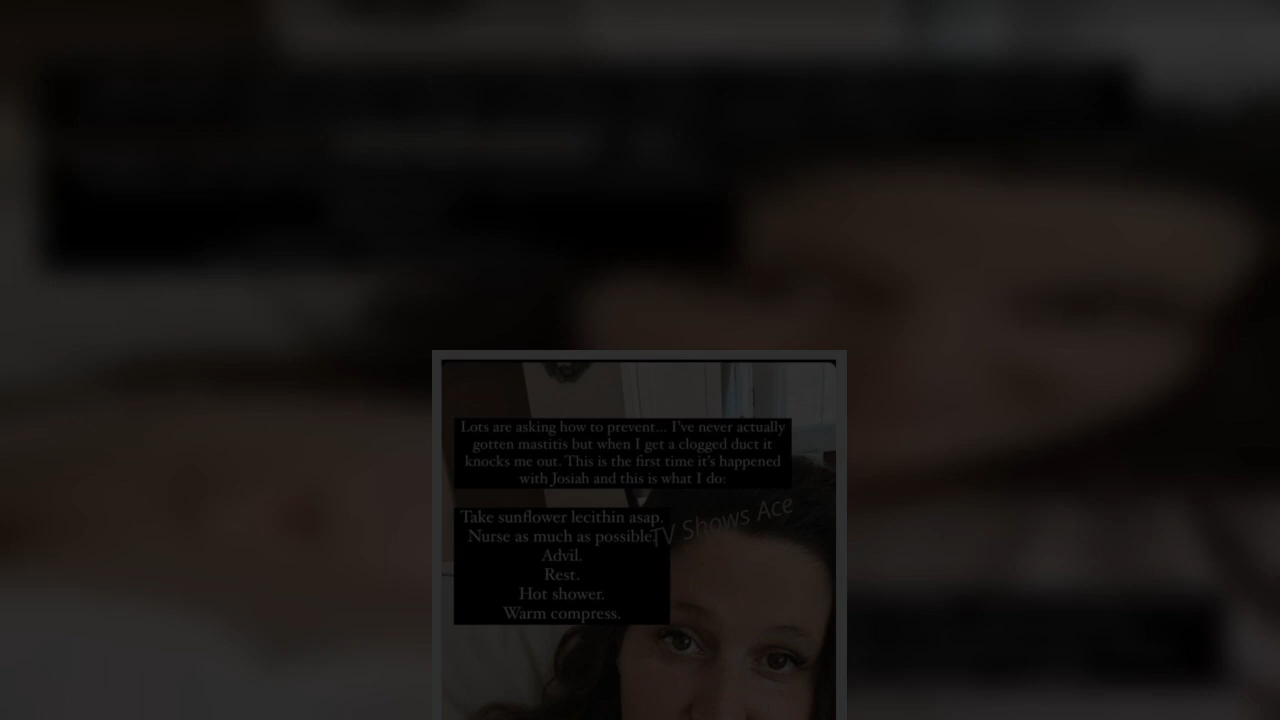 Lots are asking how to prevent... I've never actually
gotten mastitis but when I get a clogged duct it
knocks me out. This is the first time it's happened
with Josiah and this is what I do:
Take sunflower lecithin asap.
Nurse as much as possible.
Advil.
Rest.
Hot shower.
Warm compress.
TV Shows Ace